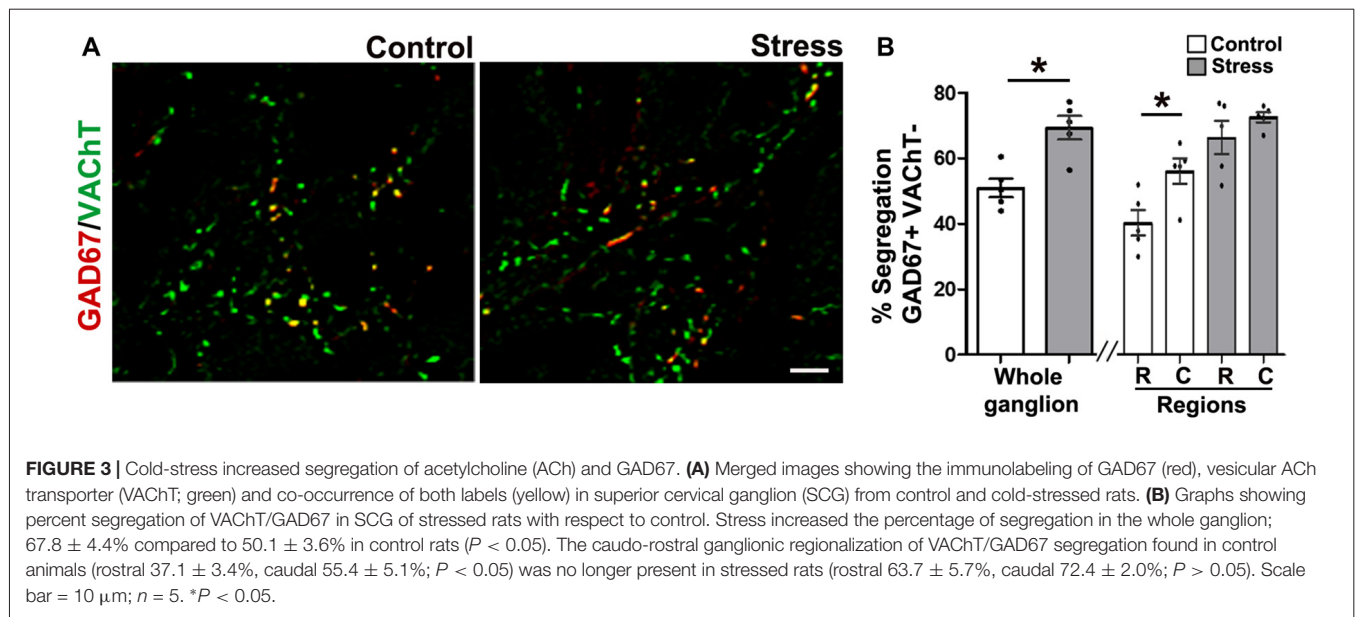 A
Control
Stress
GAD67/VAChT
B
Control
Stress
% Segregation
GAD67+ VAChT-
80
60
40
20
0
*
*
Whole
ganglion
R C R C
Regions
FIGURE 3 | Cold-stress increased segregation of acetylcholine (ACh) and GAD67. (A) Merged images showing the immunolabeling of GAD67 (red), vesicular ACh
transporter (VAChT; green) and co-occurrence of both labels (yellow) in superior cervical ganglion (SCG) from control and cold-stressed rats. (B) Graphs showing
percent segregation of VAChT/GAD67 in SCG of stressed rats with respect to control. Stress increased the percentage of segregation in the whole ganglion;
67.8 ± 4.4% compared to 50.1 ± 3.6% in control rats (P < 0.05). The caudo-rostral ganglionic regionalization of VAChT/GAD67 segregation found in control
animals (rostral 37.1 ± 3.4%, caudal 55.4 ± 5.1%; P < 0.05) was no longer present in stressed rats (rostral 63.7 ± 5.7%, caudal 72.4 ± 2.0%; P > 0.05). Scale
bar = 10 μm; n = 5. *P < 0.05.